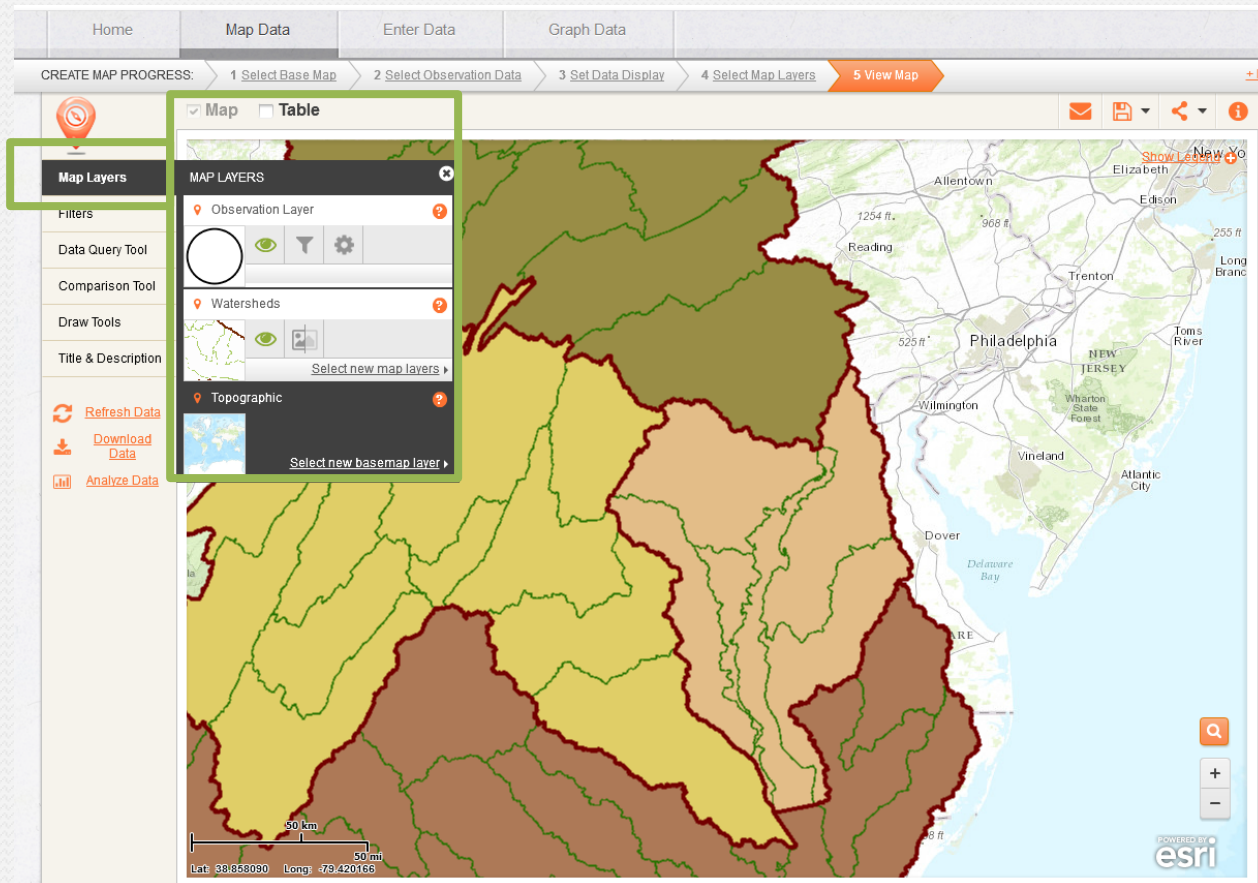 Home Map Data Enter Data Graph Data
CREATE MAP PROGRESS: 1 Select Base Map 2 Select Observation Data 3 Set Data Display 4 Select Map Layers 5 View Map +
Map Table
Map Layers
Filters
Data Query Tool
Comparison Tool
Draw Tools
Title & Description
Refresh Data
Download
Data
Analyze Data
MAP LAYERS
Observation Layer
Watersheds
Select new map layers
Topographic
Select new basemap layer
Show Legend
New Yo
Elizabeth
Allentown
Edison
1254 ft.
968 ft.
255 ft
Reading
Long
Branc
Trenton
525 ft
Philadelphia
Toms
River
NEW
JERSEY
Wilmington
Wharton
State
Forest
Vineland
Atlantic
City
Dover
Delaware
Bay
ARE
la
8 ft
50 km
50 mi
Lat: 38.858090 Long: -79.420166
POWERED BY
esri